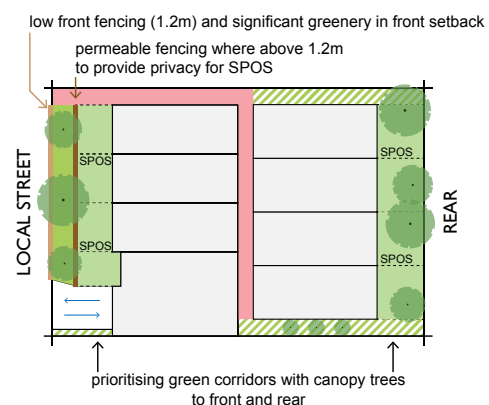 low front fencing (1.2m) and significant greenery in front setback
permeable fencing where above 1.2m
to provide privacy for SPOS
LOCAL STREET
SPOS
SPOS
SPOS
SPOS
REAR
prioritising green corridors with canopy trees
to front and rear